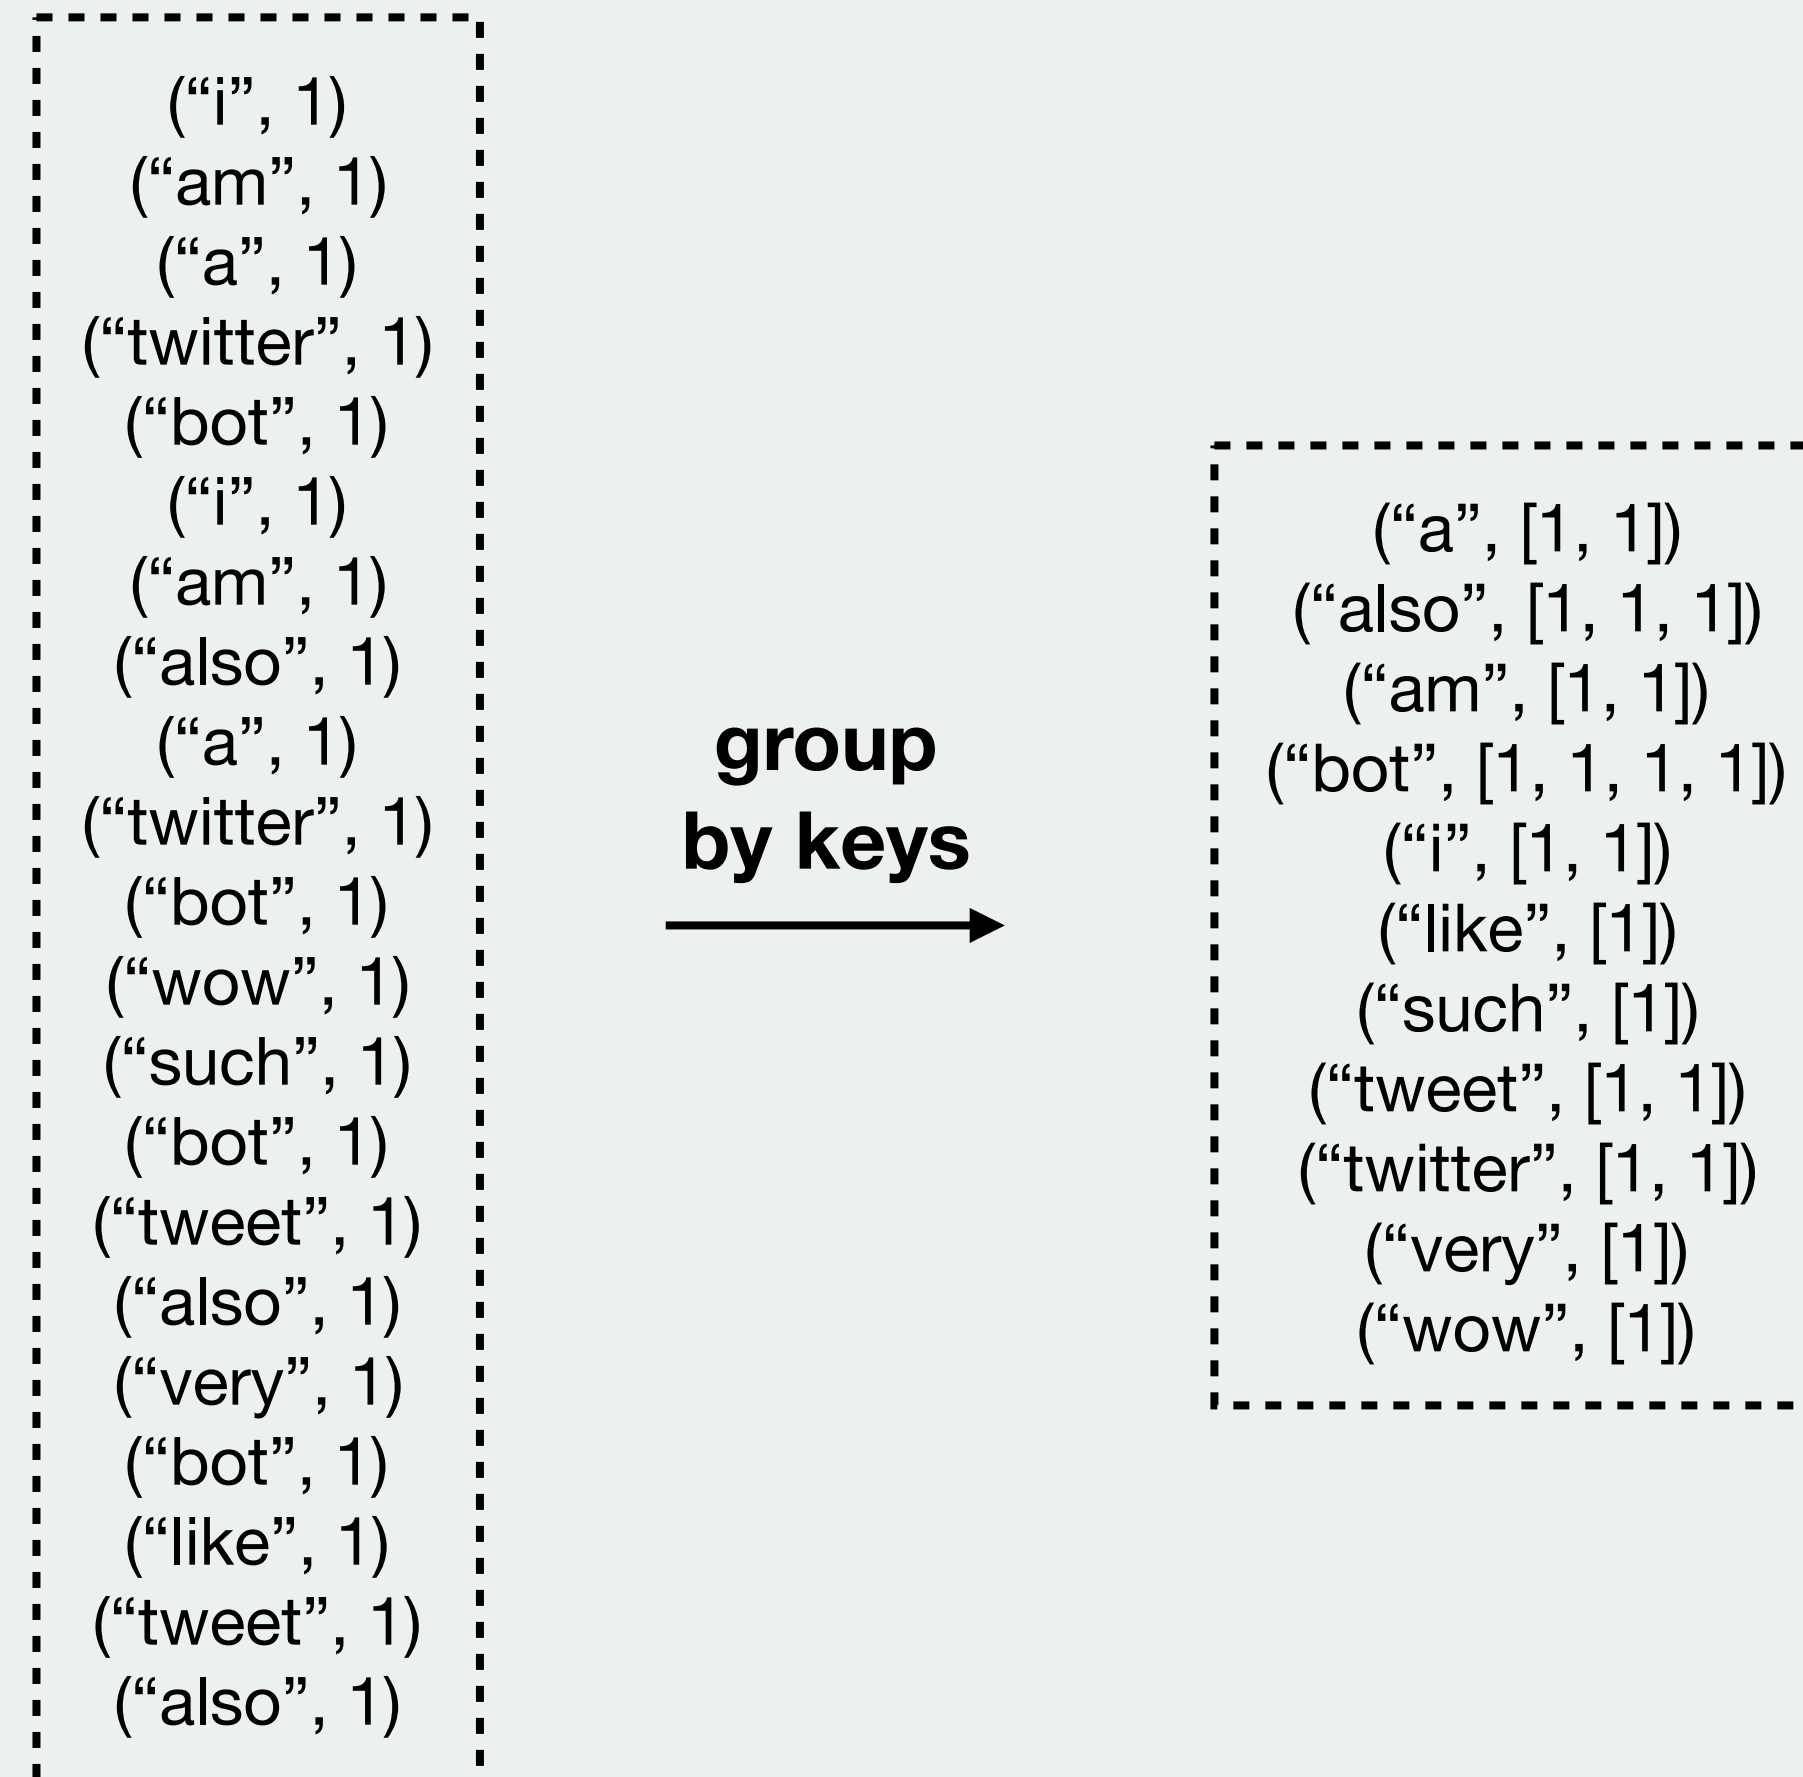 (“i”, 1)
(“am”, 1)
(“a”, 1)
(“twitter”, 1)
(“bot”, 1)
(“i”, 1)
(“am”, 1)
(“also”, 1)
(“a”, 1)
(“twitter”, 1)
(“bot”, 1)
(“wow”, 1)
(“such”, 1)
(“bot”, 1)
(“tweet”, 1)
(“also”, 1)
(“very”, 1)
(“bot”, 1)
(“like”, 1)
(“tweet”, 1)
(“also”, 1)
group
by keys
(“a”, [1, 1])
(“also”, [1, 1, 1])
(“am”, [1, 1])
(“bot”, [1, 1, 1, 1])
(“i”, [1, 1])
(“like”, [1])
(“such”, [1])
(“tweet”, [1, 1])
(“twitter”, [1, 1])
(“very”, [1])
(“wow”, [1])